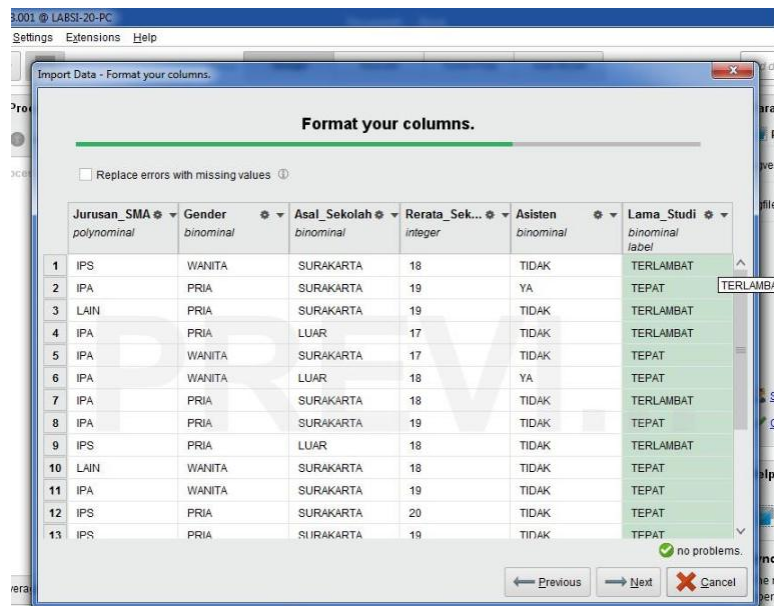 3.001 @ LABSI-20-PC
Settings Extensions Help
Import Data - Format your columns.
Format your columns.
Replace errors with missing values
Jurusan_SMA Gender Asal_Sekolah Rerata_Sek... Asisten Lama_Studi
polynominal binominal binominal integer binominal binominal
label
1 IPS WANITA SURAKARTA 18 TIDAK TERLAMBAT
2 IPA PRIA SURAKARTA 19 YA TEPAT
TERLAMBA
3 LAIN PRIA SURAKARTA 19 TIDAK TERLAMBAT
4 IPA PRIA LUAR 17 TIDAK TERLAMBAT
5 IPA WANITA SURAKARTA 17 TIDAK TEPAT
6 IPA WANITA LUAR 18 YA TEPAT
7 IPA PRIA SURAKARTA 18 TIDAK TERLAMBAT
8 IPA PRIA SURAKARTA 19 TIDAK TEPAT
9 IPS PRIA LUAR 18 TIDAK TERLAMBAT
10 LAIN WANITA SURAKARTA 18 TIDAK TEPAT
11 IPA WANITA SURAKARTA 19 TIDAK TEPAT
12 IPS PRIA SURAKARTA 20 TIDAK TEPAT
13 IPS PRIA SURAKARTA 19 TIDAK TEPAT
PREVI...
no problems.
Previous Next Cancel